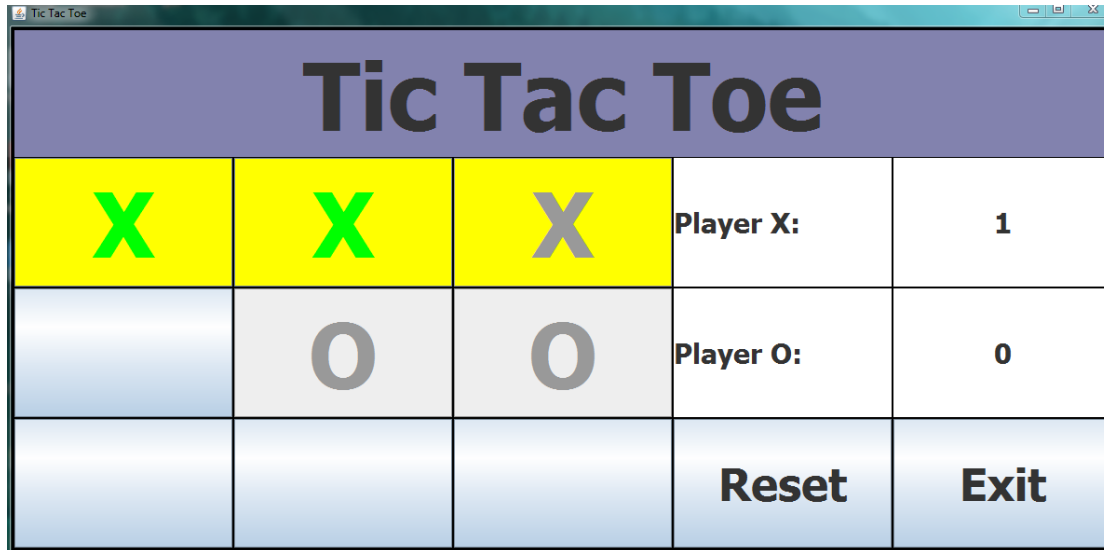 Tic Tac Toe
Tic Tac Toe
X X X Player X: 1
O O Player O: 0
Reset Exit